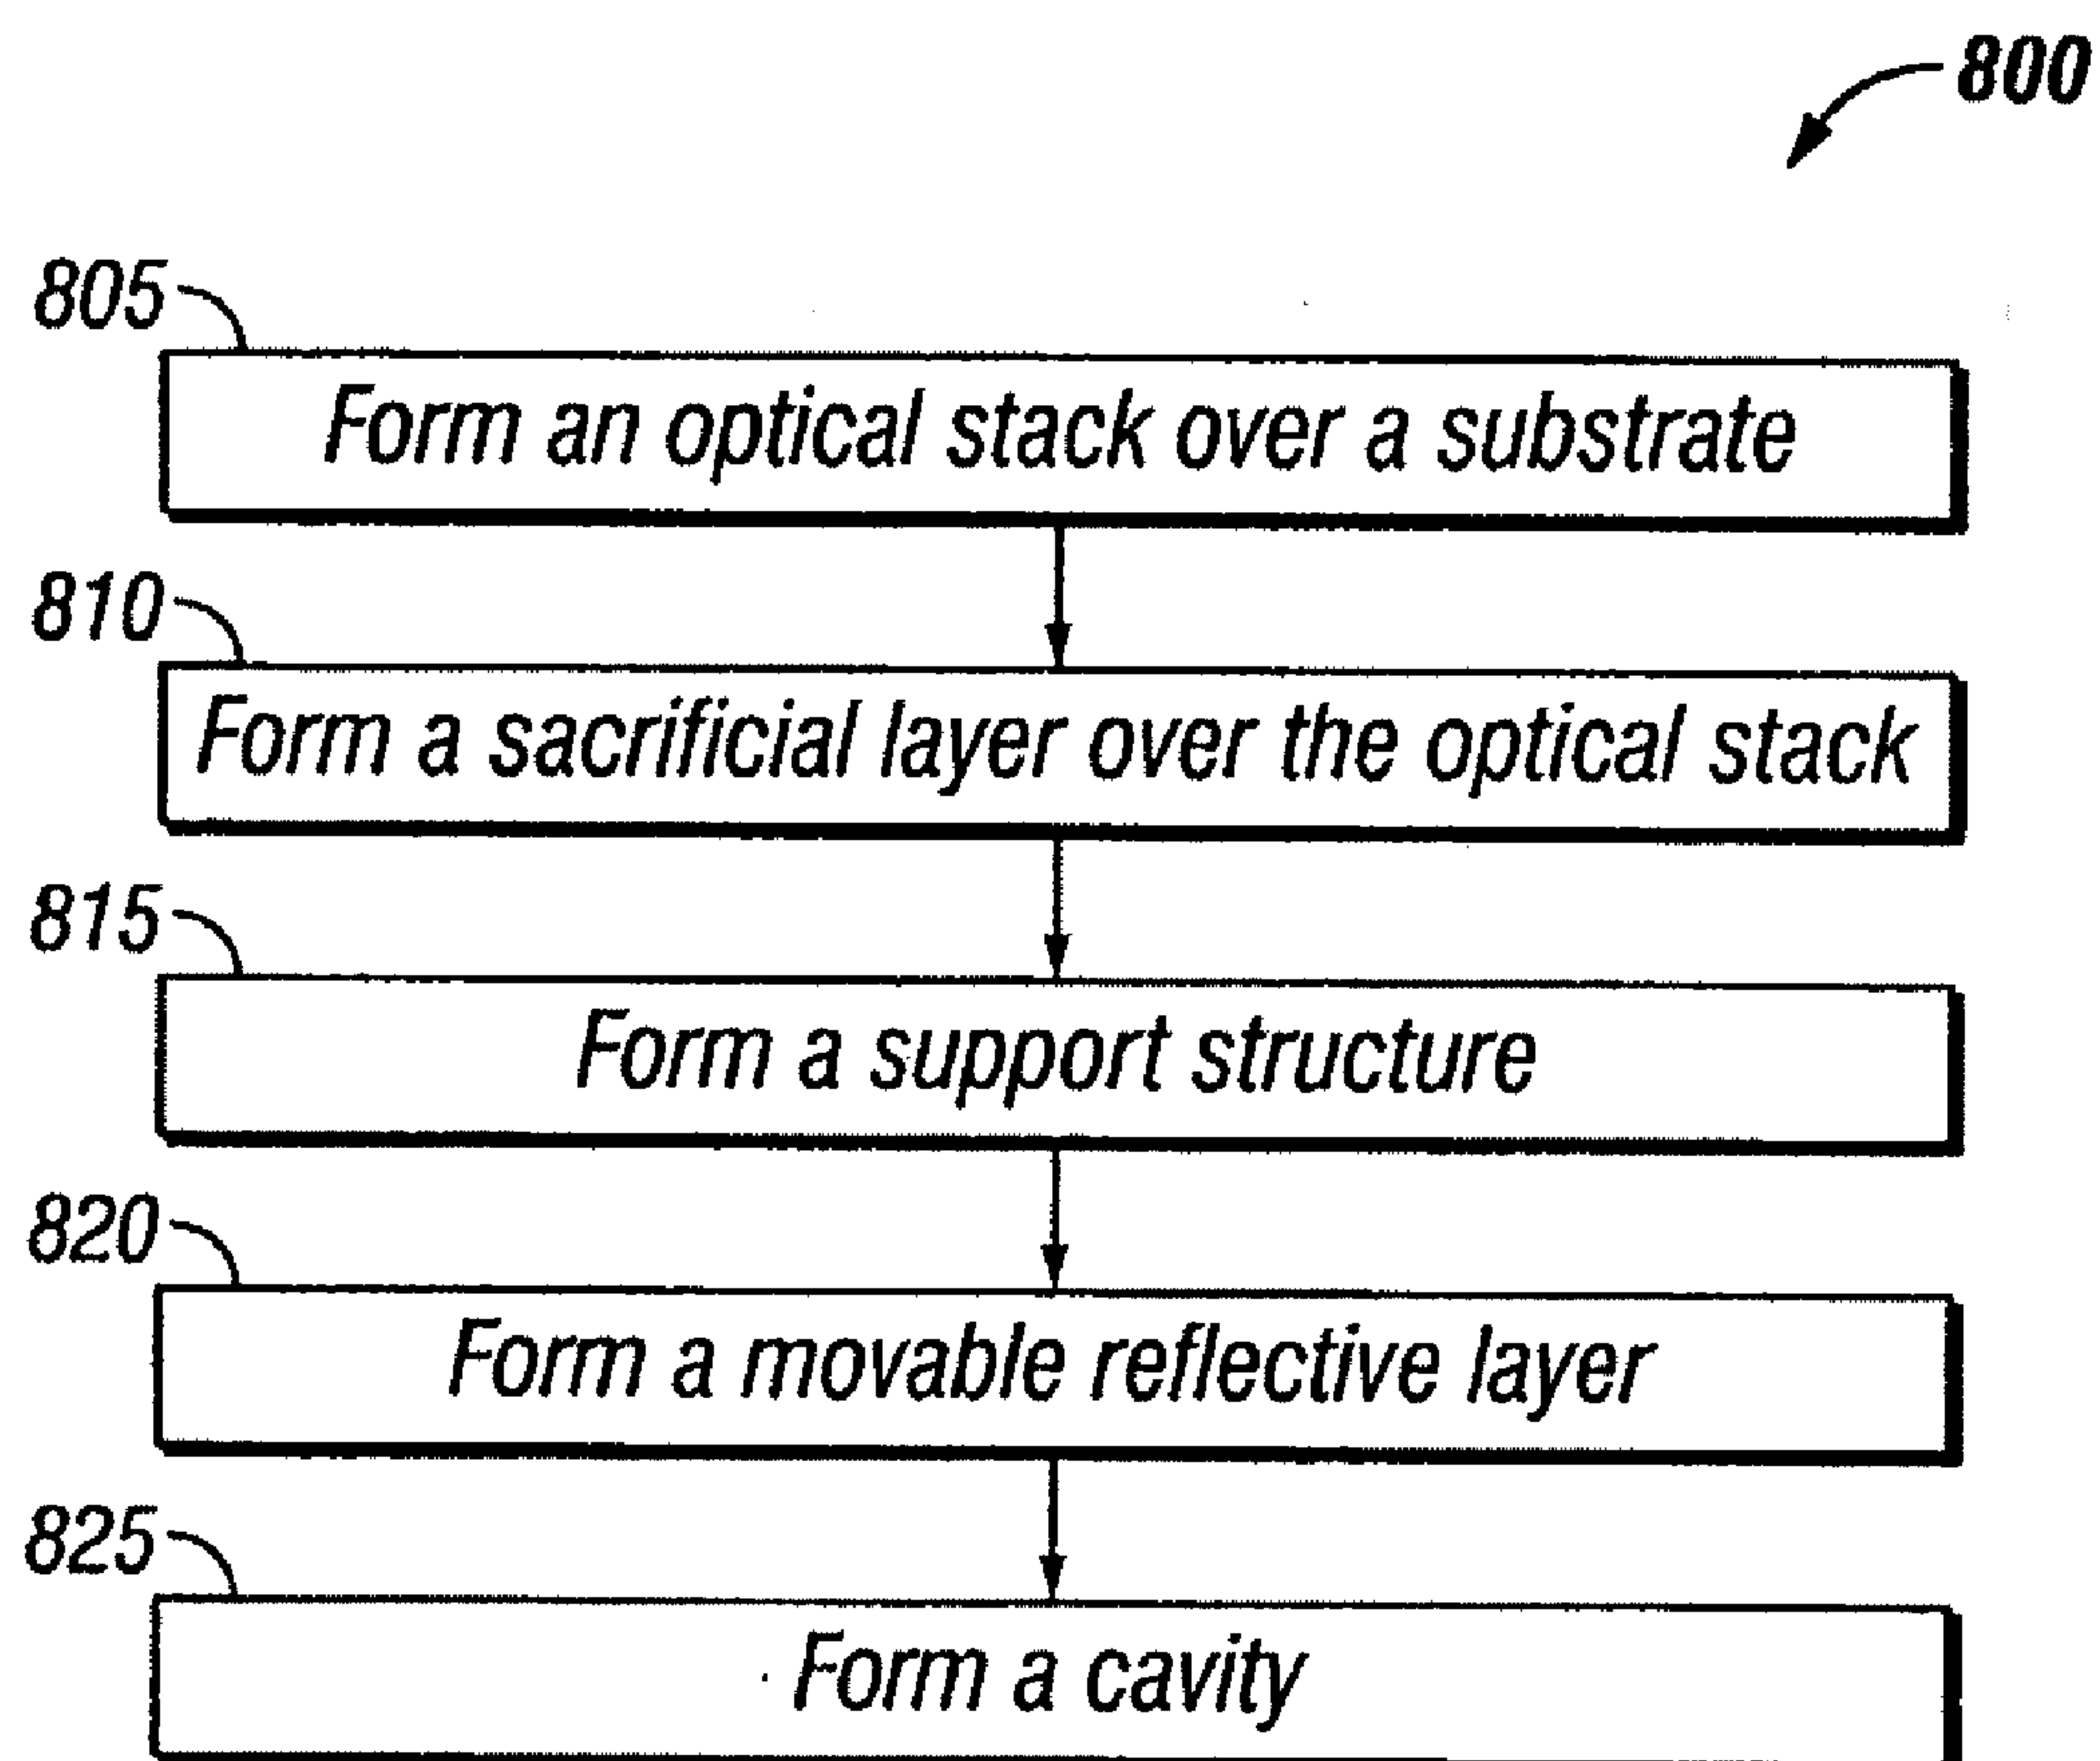 800
805
Form an optical stack over a substrate
810
Form a sacrificial layer over the optical stack
815
Form a support structure
820
Form a movable reflective layer
825
Form a cavity